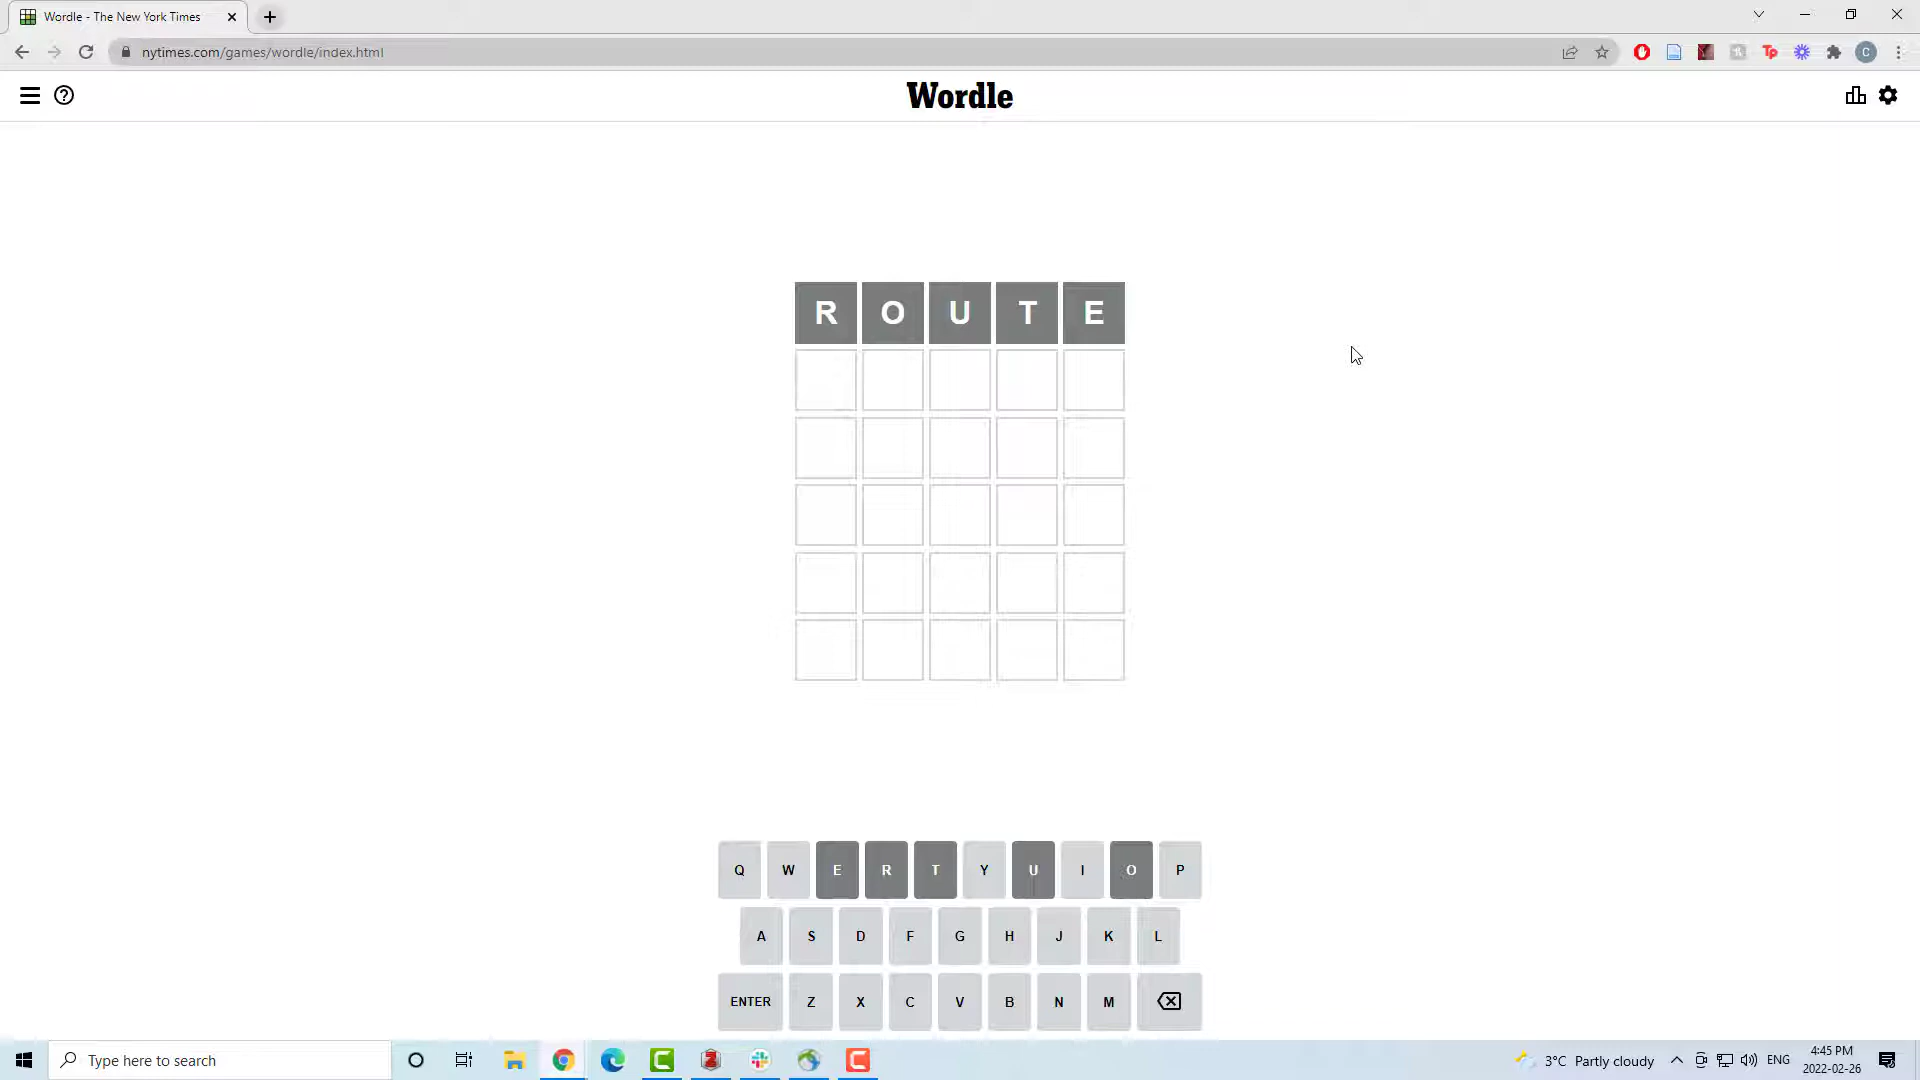 Wordle - The New York Times
nytimes.com/games/wordle/index.html
Tp
C
Wordle
R O U T E
Q W E R T Y U I O P
A S D F G H J K L
ENTER Z X C V B N M
Type here to search
3°C Partly cloudy
ENG
4:45 PM
2022-02-26